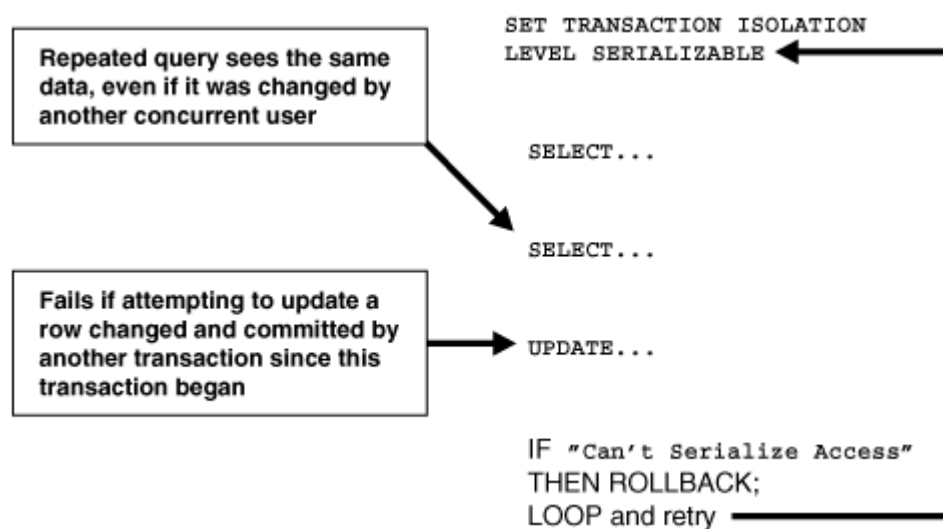 SET TRANSACTION ISOLATION
LEVEL SERIALIZABLE
Repeated query sees the same
data, even if it was changed by
another concurrent user
SELECT...
SELECT...
Fails if attempting to update a
row changed and committed by
another transaction since this
transaction began
UPDATE...
IF "Can't Serialize Access"
THEN ROLLBACK;
LOOP and retry